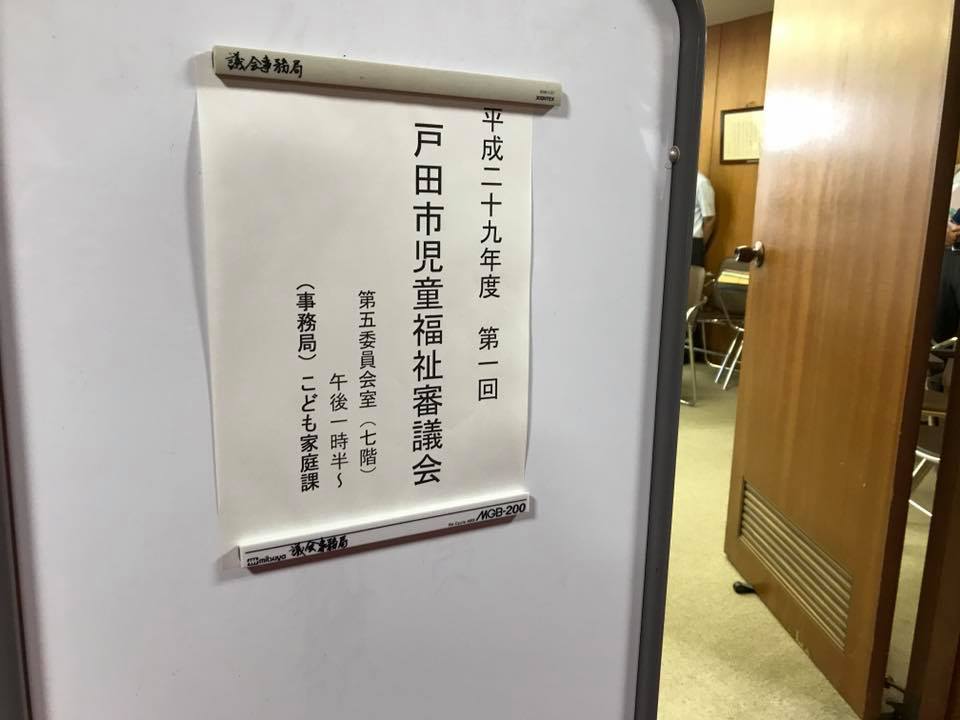 議会事務局
平成二十九年度　第一回
戸田市児童福祉審議会
第五委員会室（七階）
午後一時半～
（事務局）こども家庭課
MGB-200
mitsuya 議会事務局